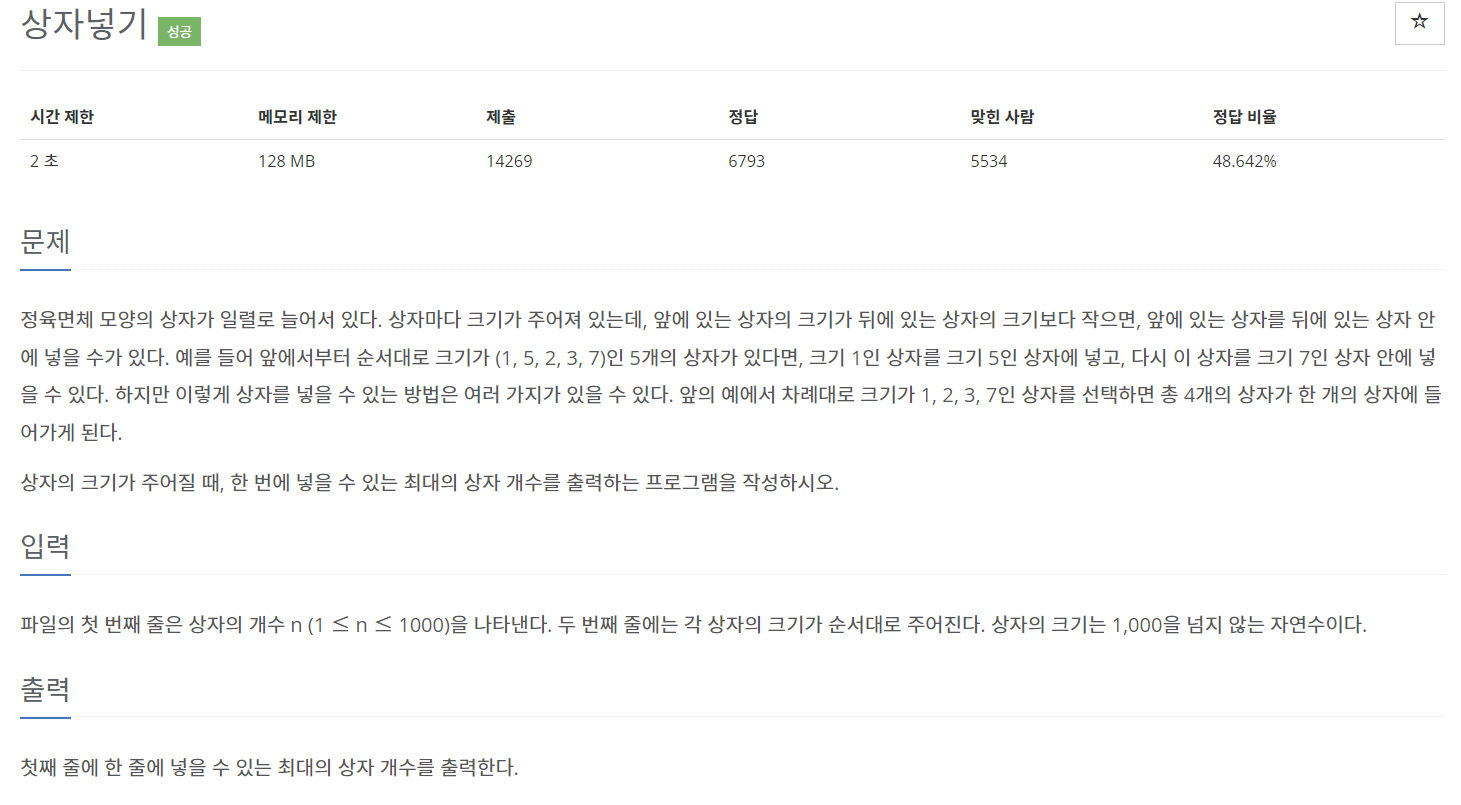 상자넣기 성공
☆
시간 제한 메모리 제한 제출 정답 맞힌 사람 정답 비율
2 초 128 MB 14269 6793 5534 48.642%
문제
정육면체 모양의 상자가 일렬로 늘어서 있다. 상자마다 크기가 주어져 있는데, 앞에 있는 상자의 크기가 뒤에 있는 상자의 크기보다 작으면, 앞에 있는 상자를 뒤에 있는 상자 안
에 넣을 수가 있다. 예를 들어 앞에서부터 순서대로 크기가 (1, 5, 2, 3, 7)인 5개의 상자가 있다면, 크기 1인 상자를 크기 5인 상자에 넣고, 다시 이 상자를 크기 7인 상자 안에 넣
을 수 있다. 하지만 이렇게 상자를 넣을 수 있는 방법은 여러 가지가 있을 수 있다. 앞의 예에서 차례대로 크기가 1, 2, 3, 7인 상자를 선택하면 총 4개의 상자가 한 개의 상자에 들
어가게 된다.
상자의 크기가 주어질 때, 한 번에 넣을 수 있는 최대의 상자 개수를 출력하는 프로그램을 작성하시오.
입력
파일의 첫 번째 줄은 상자의 개수 n (1 ≤ n ≤ 1000)을 나타낸다. 두 번째 줄에는 각 상자의 크기가 순서대로 주어진다. 상자의 크기는 1,000을 넘지 않는 자연수이다.
출력
첫째 줄에 한 줄에 넣을 수 있는 최대의 상자 개수를 출력한다.